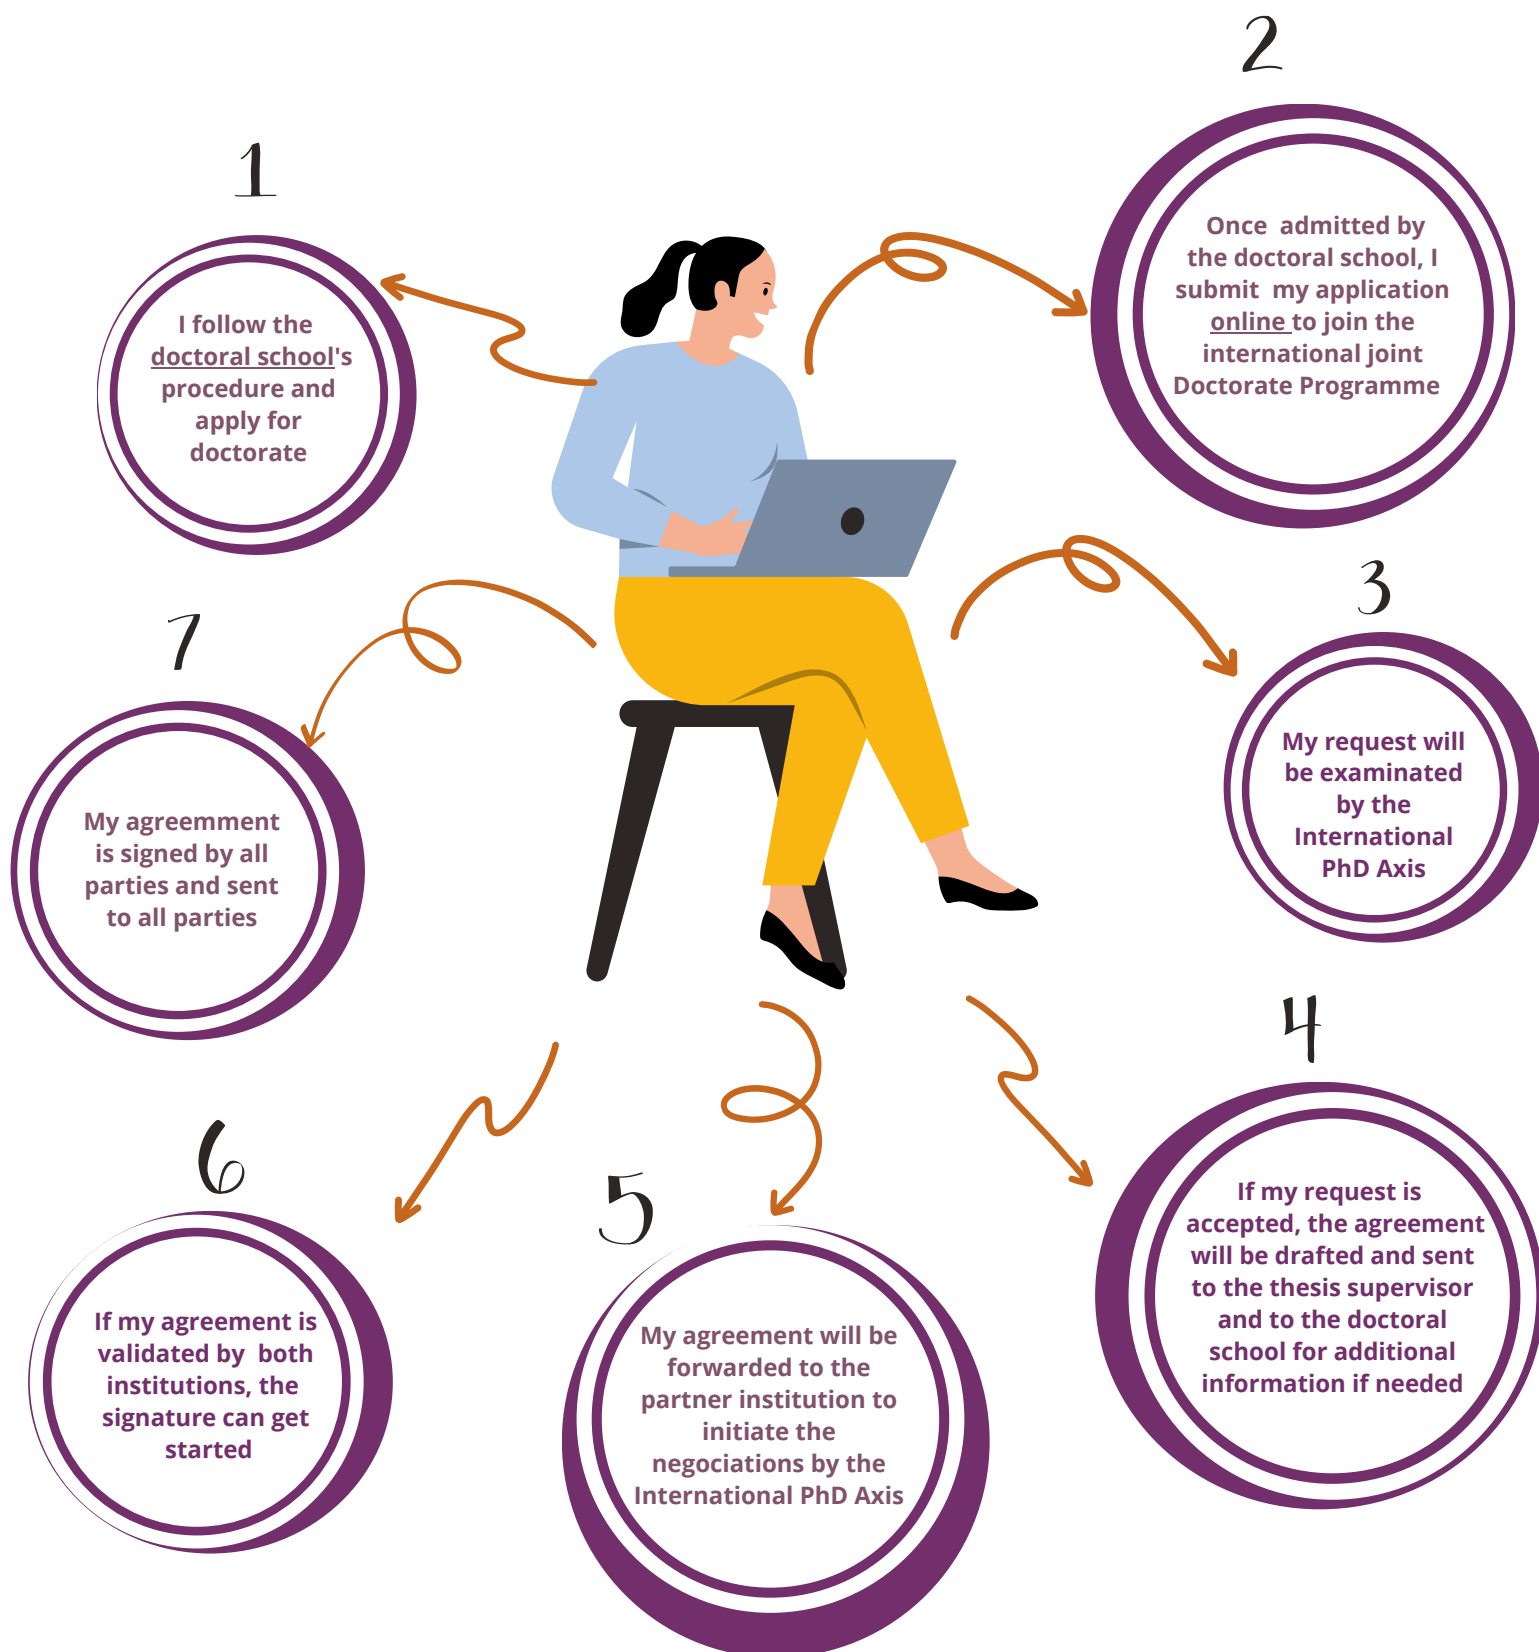 1
I follow the
doctoral school's
procedure and
apply for
doctorate
2
Once admitted by
the doctoral school, I
submit my application
online to join the
international joint
Doctorate Programme
3
My request will
be examinated
by the
International
PhD Axis
4
If my request is
accepted, the agreement
will be drafted and sent
to the thesis supervisor
and to the doctoral
school for additional
information if needed
5
My agreement will be
forwarded to the
partner institution to
initiate the
negociations by the
International PhD Axis
6
If my agreement is
validated by both
institutions, the
signature can get
started
7
My agreemment
is signed by all
parties and sent
to all parties